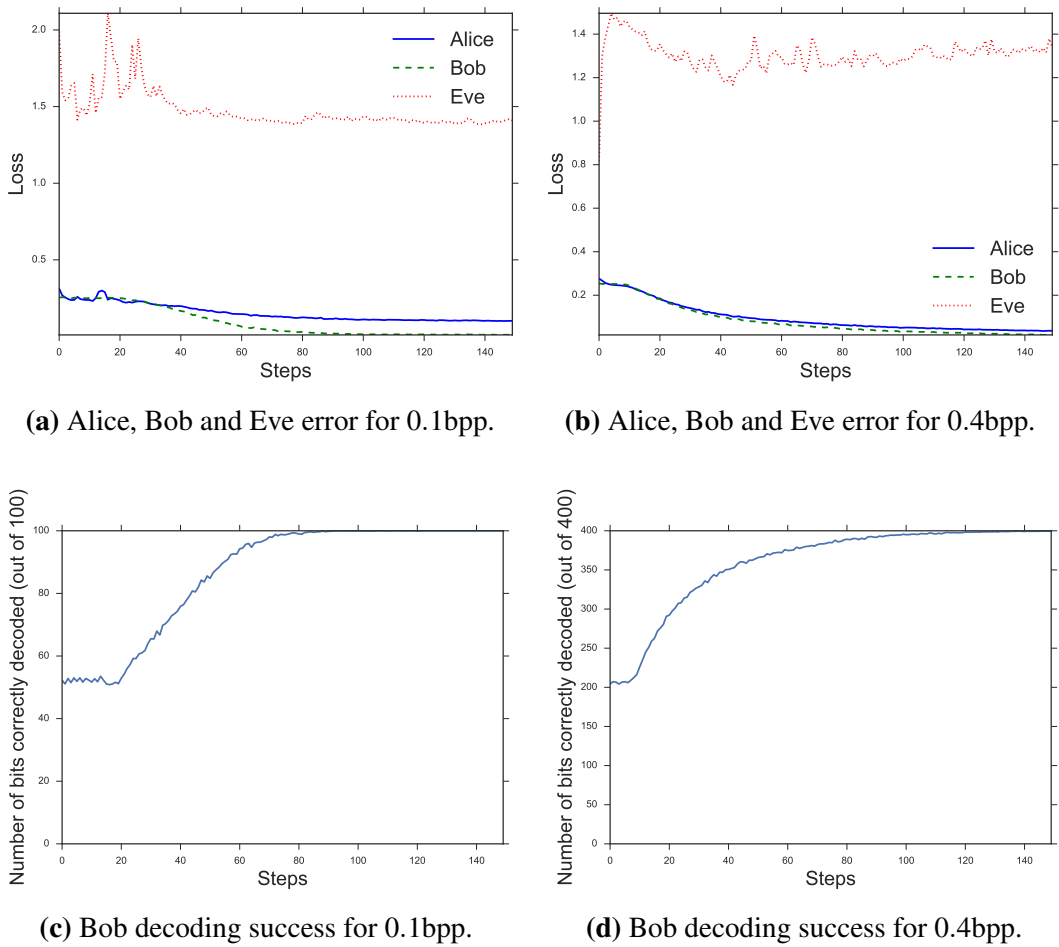 2.0
1.5
1.0
0.5
Loss
0 20 40 60 80 100 120 140
Steps
Alice
Bob
Eve
(a) Alice, Bob and Eve error for 0.1bpp.
1.4
1.2
1.0
0.8
0.6
0.4
0.2
Loss
0 20 40 60 80 100 120 140
Steps
Alice
Bob
Eve
(b) Alice, Bob and Eve error for 0.4bpp.
100
80
60
40
20
0
Number of bits correctly decoded (out of 100)
0 20 40 60 80 100 120 140
Steps
(c) Bob decoding success for 0.1bpp.
400
350
300
250
200
150
100
50
0
Number of bits correctly decoded (out of 400)
0 20 40 60 80 100 120 140
Steps
(d) Bob decoding success for 0.4bpp.